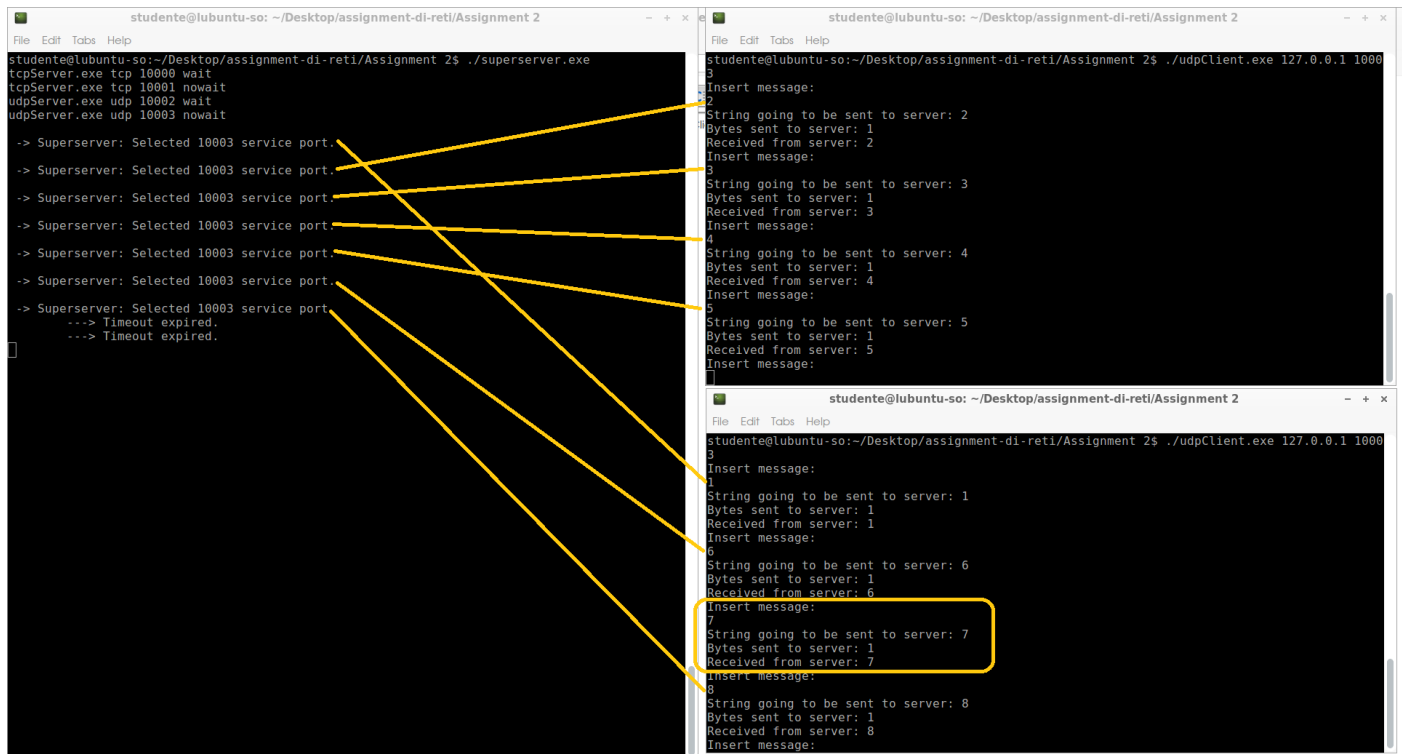 studente@lubuntu-so: ~/Desktop/assignment-di-reti/Assignment 2
File Edit Tabs Help
studente@lubuntu-so:~/Desktop/assignment-di-reti/Assignment 2$ ./superserver.exe
tcpServer.exe tcp 10000 wait
tcpServer.exe tcp 10001 nowait
udpServer.exe udp 10002 wait
udpServer.exe udp 10003 nowait
-> Superserver: Selected 10003 service port.
-> Superserver: Selected 10003 service port.
-> Superserver: Selected 10003 service port.
-> Superserver: Selected 10003 service port.
-> Superserver: Selected 10003 service port.
-> Superserver: Selected 10003 service port.
-> Superserver: Selected 10003 service port.
---> Timeout expired.
---> Timeout expired.
studente@lubuntu-so: ~/Desktop/assignment-di-reti/Assignment 2
File Edit Tabs Help
studente@lubuntu-so:~/Desktop/assignment-di-reti/Assignment 2$ ./udpClient.exe 127.0.0.1 1000
3
Insert message:
2
String going to be sent to server: 2
Bytes sent to server: 1
Received from server: 2
Insert message:
3
String going to be sent to server: 3
Bytes sent to server: 1
Received from server: 3
Insert message:
4
String going to be sent to server: 4
Bytes sent to server: 1
Received from server: 4
Insert message:
5
String going to be sent to server: 5
Bytes sent to server: 1
Received from server: 5
Insert message:
studente@lubuntu-so: ~/Desktop/assignment-di-reti/Assignment 2
File Edit Tabs Help
studente@lubuntu-so:~/Desktop/assignment-di-reti/Assignment 2$ ./udpClient.exe 127.0.0.1 1000
3
Insert message:
1
String going to be sent to server: 1
Bytes sent to server: 1
Received from server: 1
Insert message:
6
String going to be sent to server: 6
Bytes sent to server: 1
Received from server: 6
Insert message:
7
String going to be sent to server: 7
Bytes sent to server: 1
Received from server: 7
Insert message:
8
String going to be sent to server: 8
Bytes sent to server: 1
Received from server: 8
Insert message: